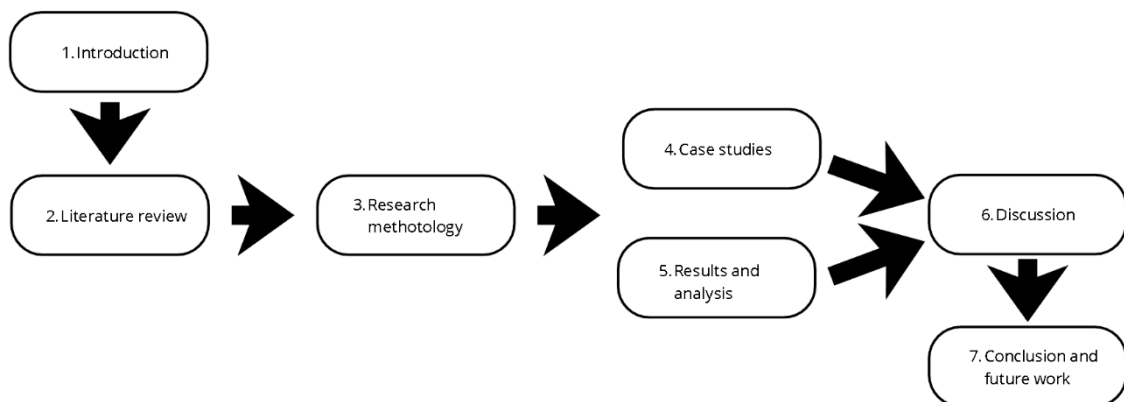 1. Introduction
2. Literature review
3. Research
methotology
4. Case studies
5. Results and
analysis
6. Discussion
7. Conclusion and
future work